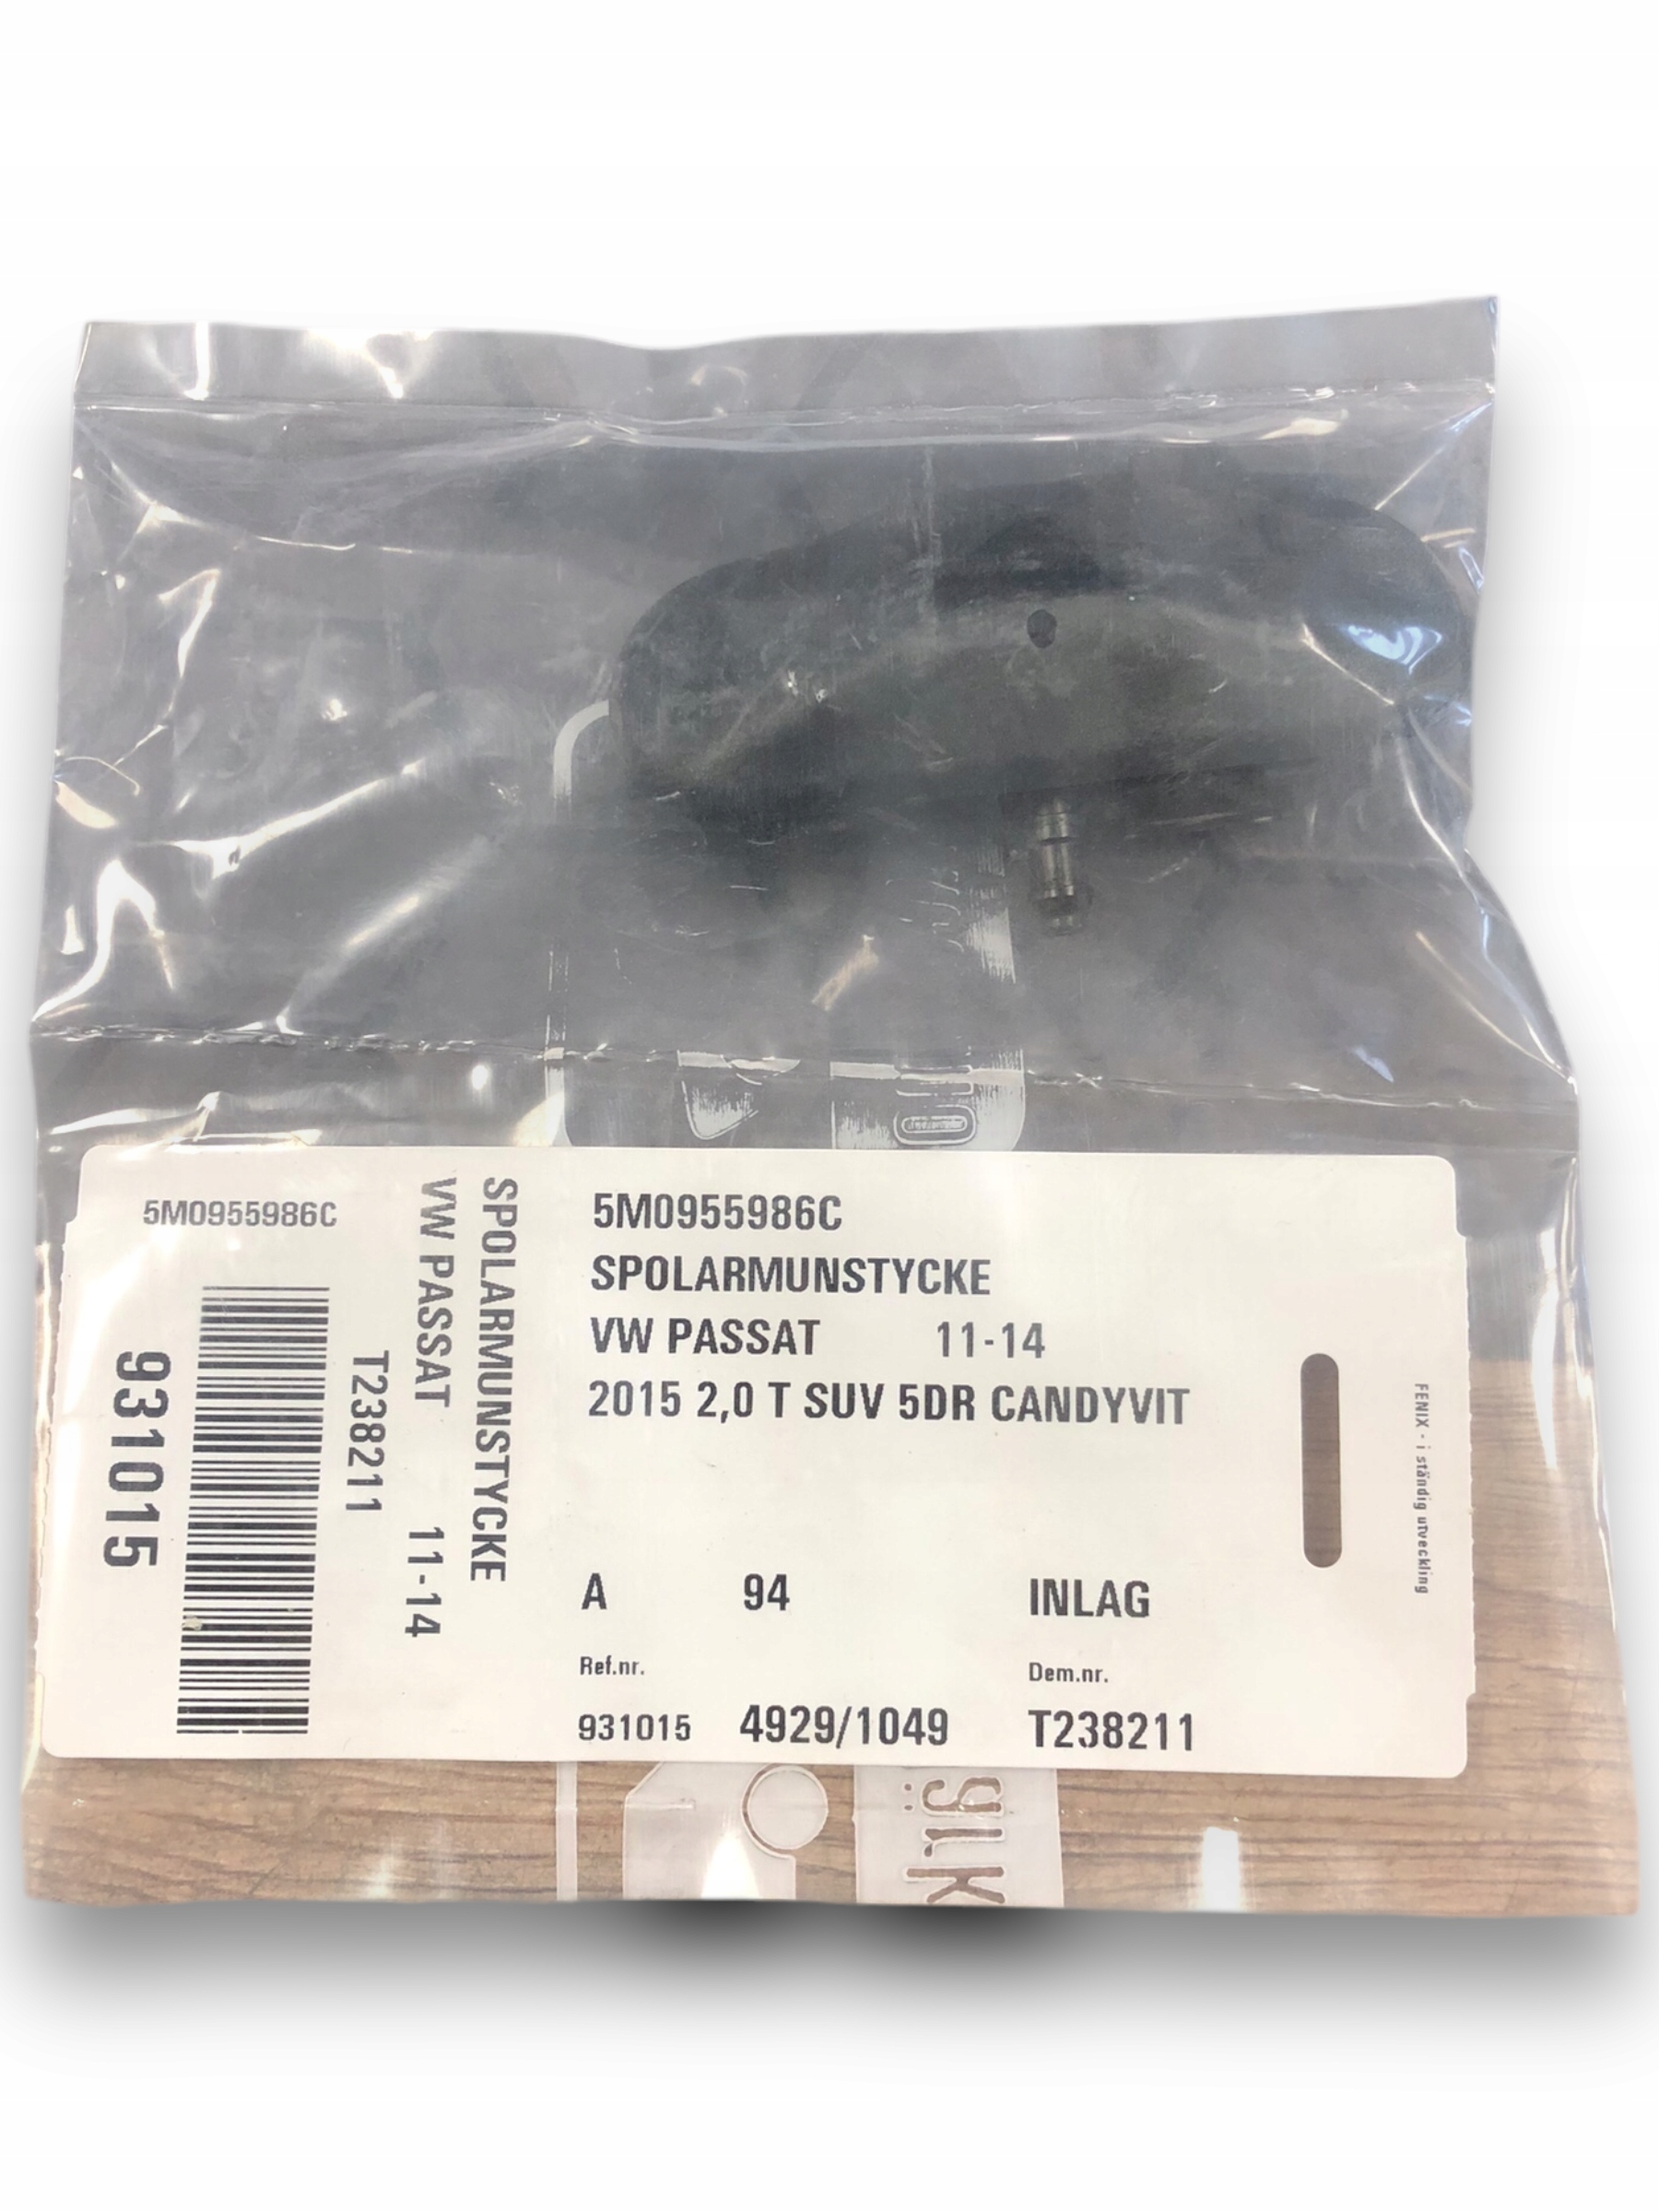 5M0955986C
931015
T238211
VW PASSAT 11-14
SPOLARMUNSTYCKE
5M0955986C
SPOLARMUNSTYCKE
VW PASSAT 11-14
2015 2,0 T SUV 5DR CANDYVIT
A 94 INLAG
Ref.nr. Dem.nr.
931015 4929/1049 T238211
FENIX - i ständig utveckling